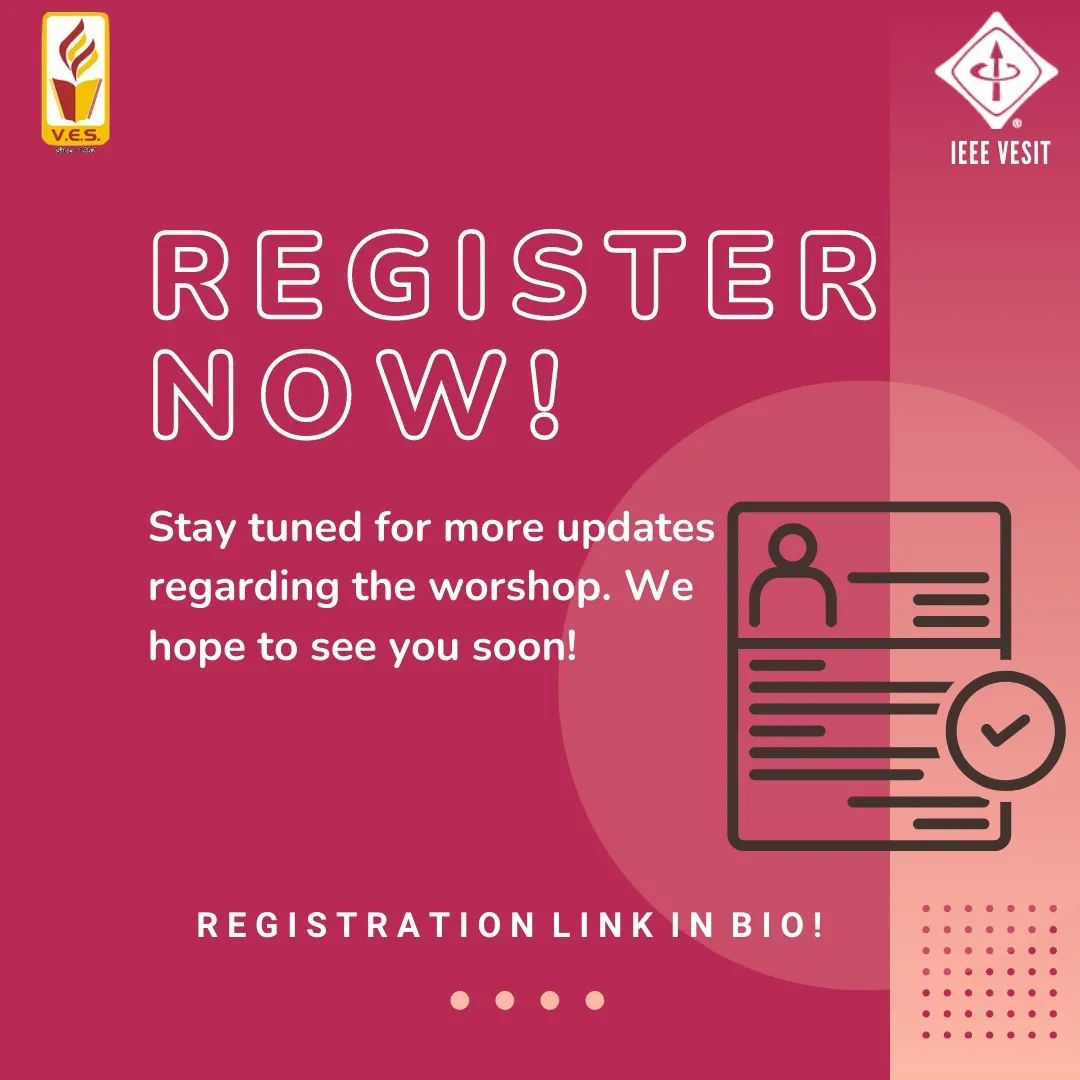 V.E.S.
IEEE VESIT
REGISTER
NOW!
Stay tuned for more updates
regarding the worshop. We
hope to see you soon!
REGISTRATION LINK IN BIO!